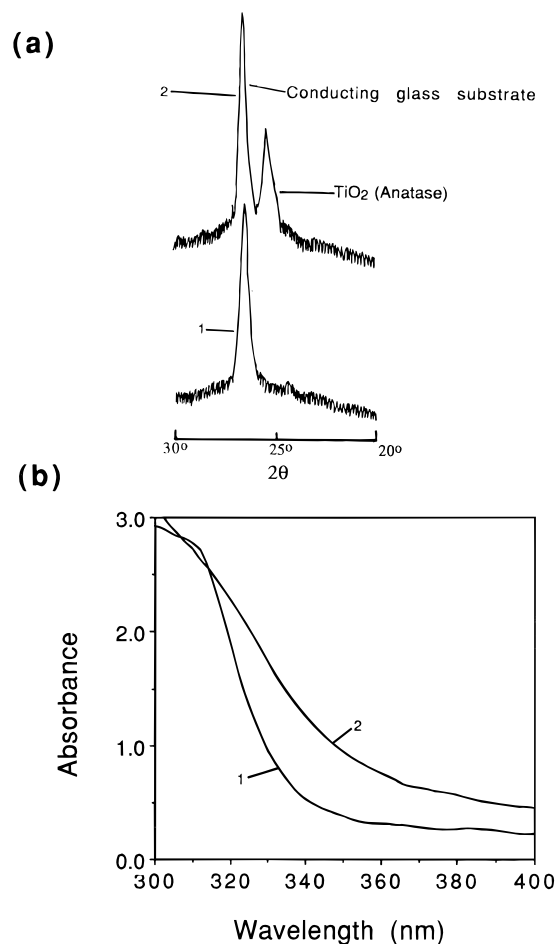 (a)
2
Conducting glass substrate
TiO2 (Anatase)
1
30° 25° 20°
2θ
(b)
3.0
2.0
1.0
0.0
Absorbance
1
2
300 320 340 360 380 400
Wavelength (nm)